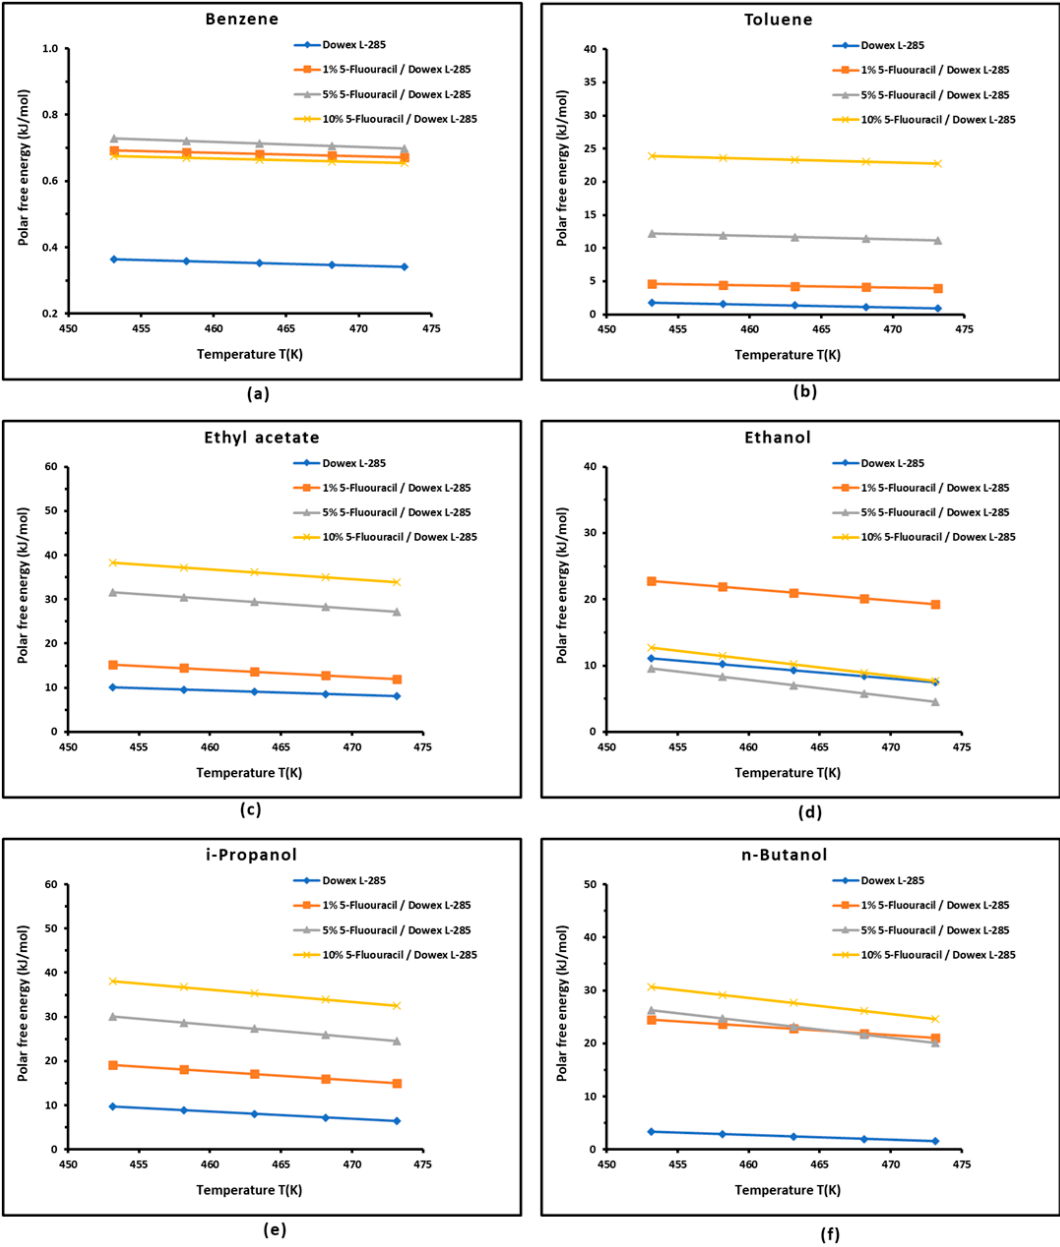 Benzene
Dowex L-285
1% 5-Fluouracil / Dowex L-285
5% 5-Fluouracil / Dowex L-285
10% 5-Fluouracil / Dowex L-285
Polar free energy (kJ/mol)
1.0
0.8
0.6
0.4
0.2
450
455
460
465
470
475
Temperature T(K)
(a)
Toluene
Dowex L-285
1% 5-Fluouracil / Dowex L-285
5% 5-Fluouracil / Dowex L-285
10% 5-Fluouracil / Dowex L-285
Polar free energy (kJ/mol)
40
35
30
25
20
15
10
5
0
450
455
460
465
470
475
Temperature T(K)
(b)
Ethyl acetate
Dowex L-285
1% 5-Fluouracil / Dowex L-285
5% 5-Fluouracil / Dowex L-285
10% 5-Fluouracil / Dowex L-285
Polar free energy (kJ/mol)
60
50
40
30
20
10
0
450
455
460
465
470
475
Temperature T(K)
(c)
Ethanol
Dowex L-285
1% 5-Fluouracil / Dowex L-285
5% 5-Fluouracil / Dowex L-285
10% 5-Fluouracil / Dowex L-285
Polar free energy (kJ/mol)
40
30
20
10
0
450
455
460
465
470
475
Temperature T(K)
(d)
i-Propanol
Dowex L-285
1% 5-Fluouracil / Dowex L-285
5% 5-Fluouracil / Dowex L-285
10% 5-Fluouracil / Dowex L-285
Polar free energy (kJ/mol)
60
50
40
30
20
10
0
450
455
460
465
470
475
Temperature T(K)
(e)
n-Butanol
Dowex L-285
1% 5-Fluouracil / Dowex L-285
5% 5-Fluouracil / Dowex L-285
10% 5-Fluouracil / Dowex L-285
Polar free energy (kJ/mol)
50
40
30
20
10
0
450
455
460
465
470
475
Temperature T(K)
(f)